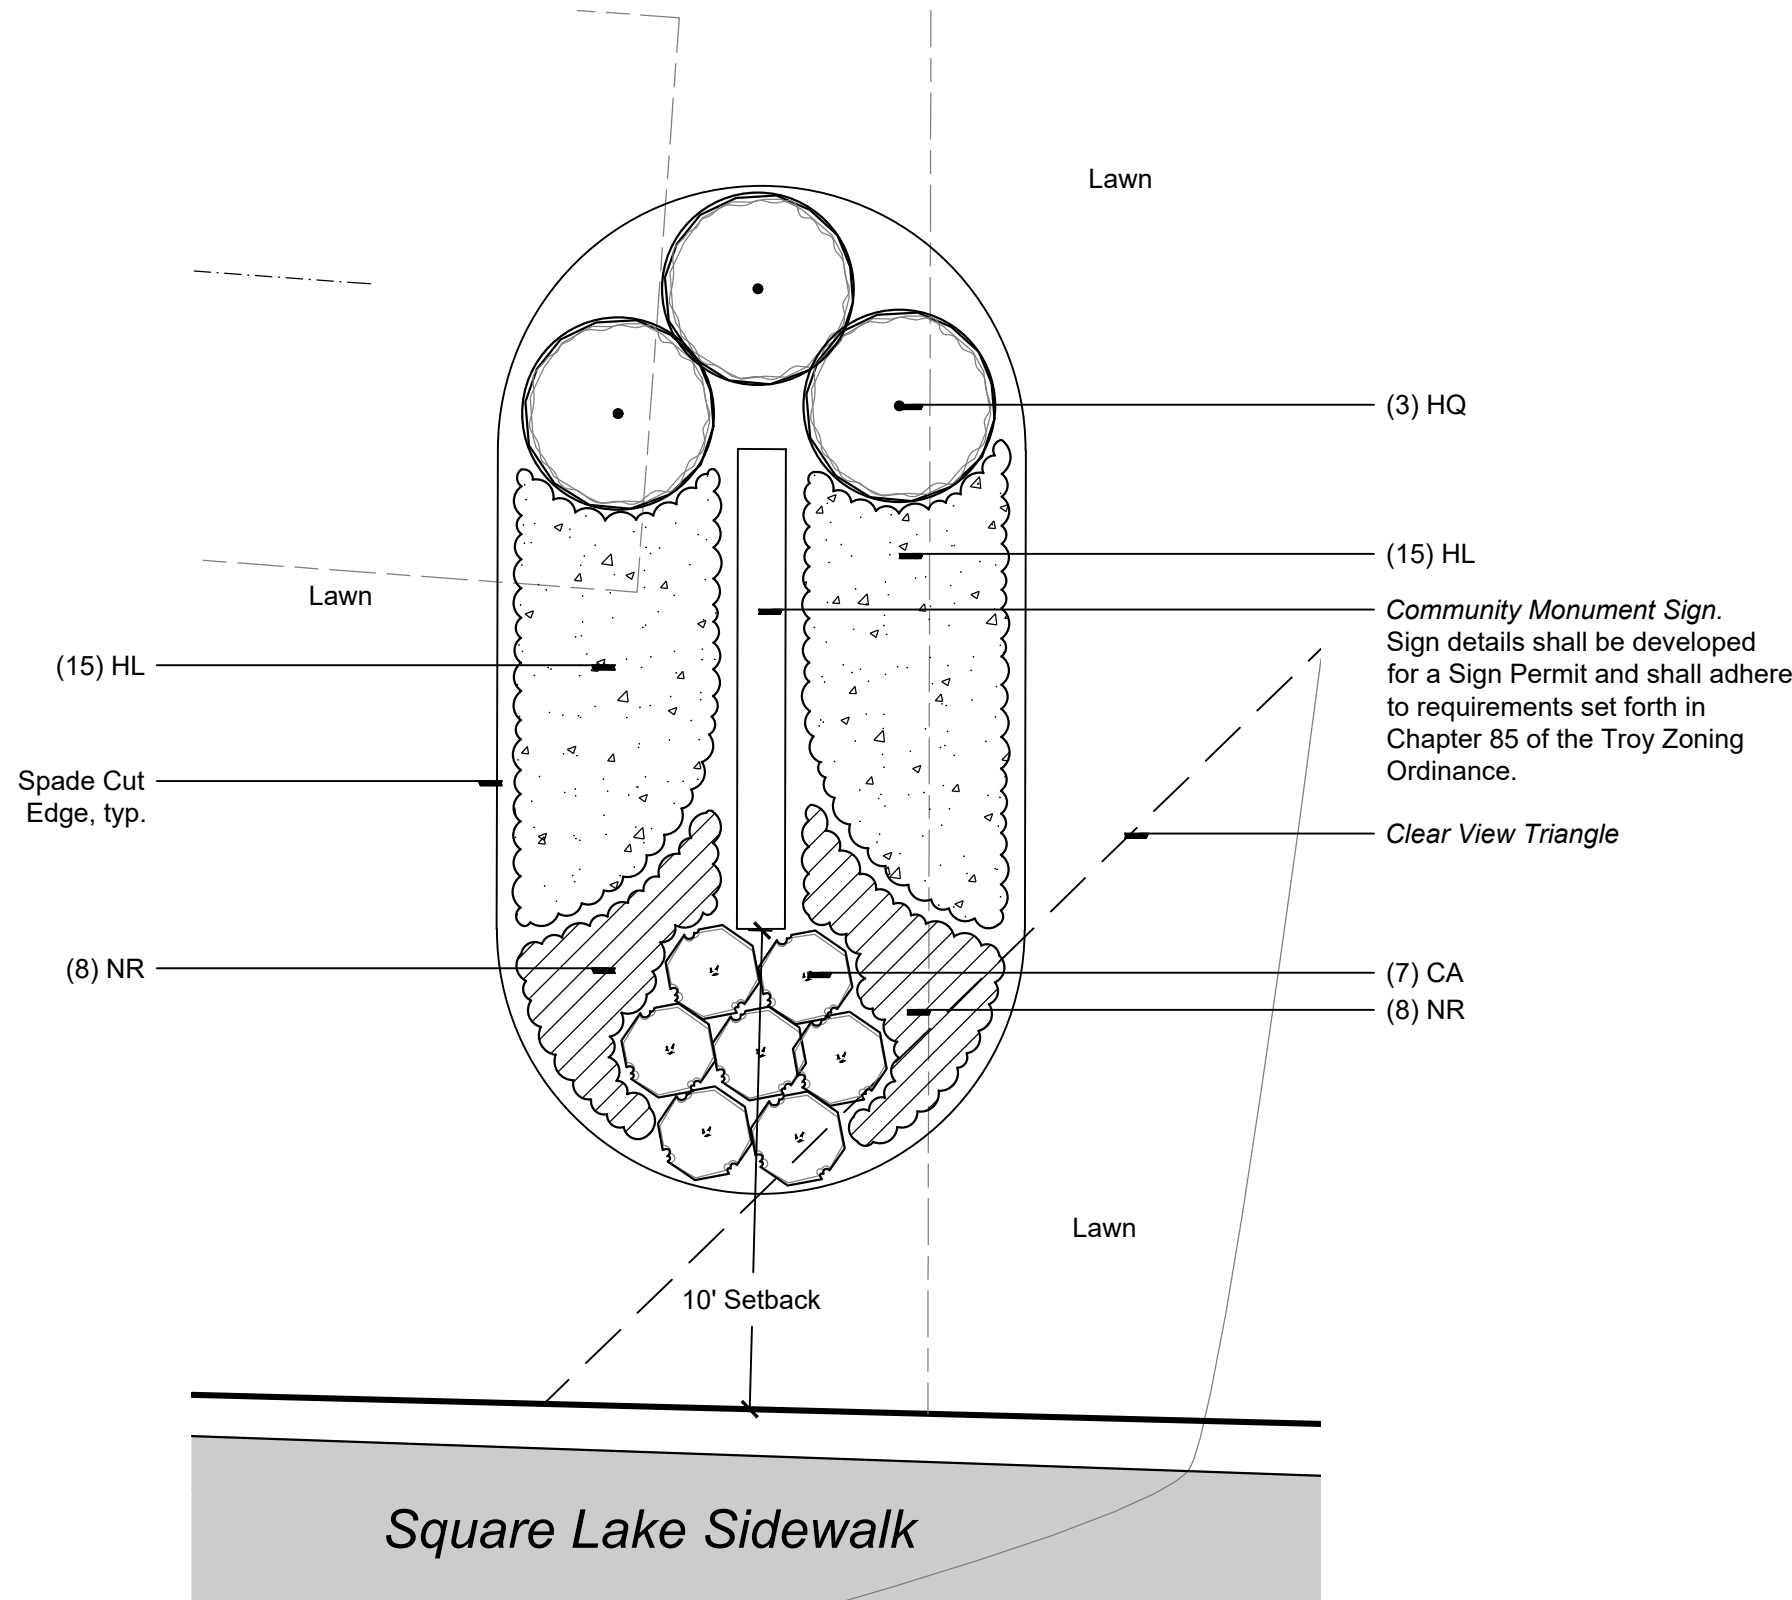 Lawn
(3) HQ
(15) HL
Lawn
Community Monument Sign.
Sign details shall be developed
for a Sign Permit and shall adhere
to requirements set forth in
Chapter 85 of the Troy Zoning
Ordinance.
(15) HL
Spade Cut
Edge, typ.
Clear View Triangle
(8) NR
(7) CA
(8) NR
Lawn
10' Setback
Square Lake Sidewalk